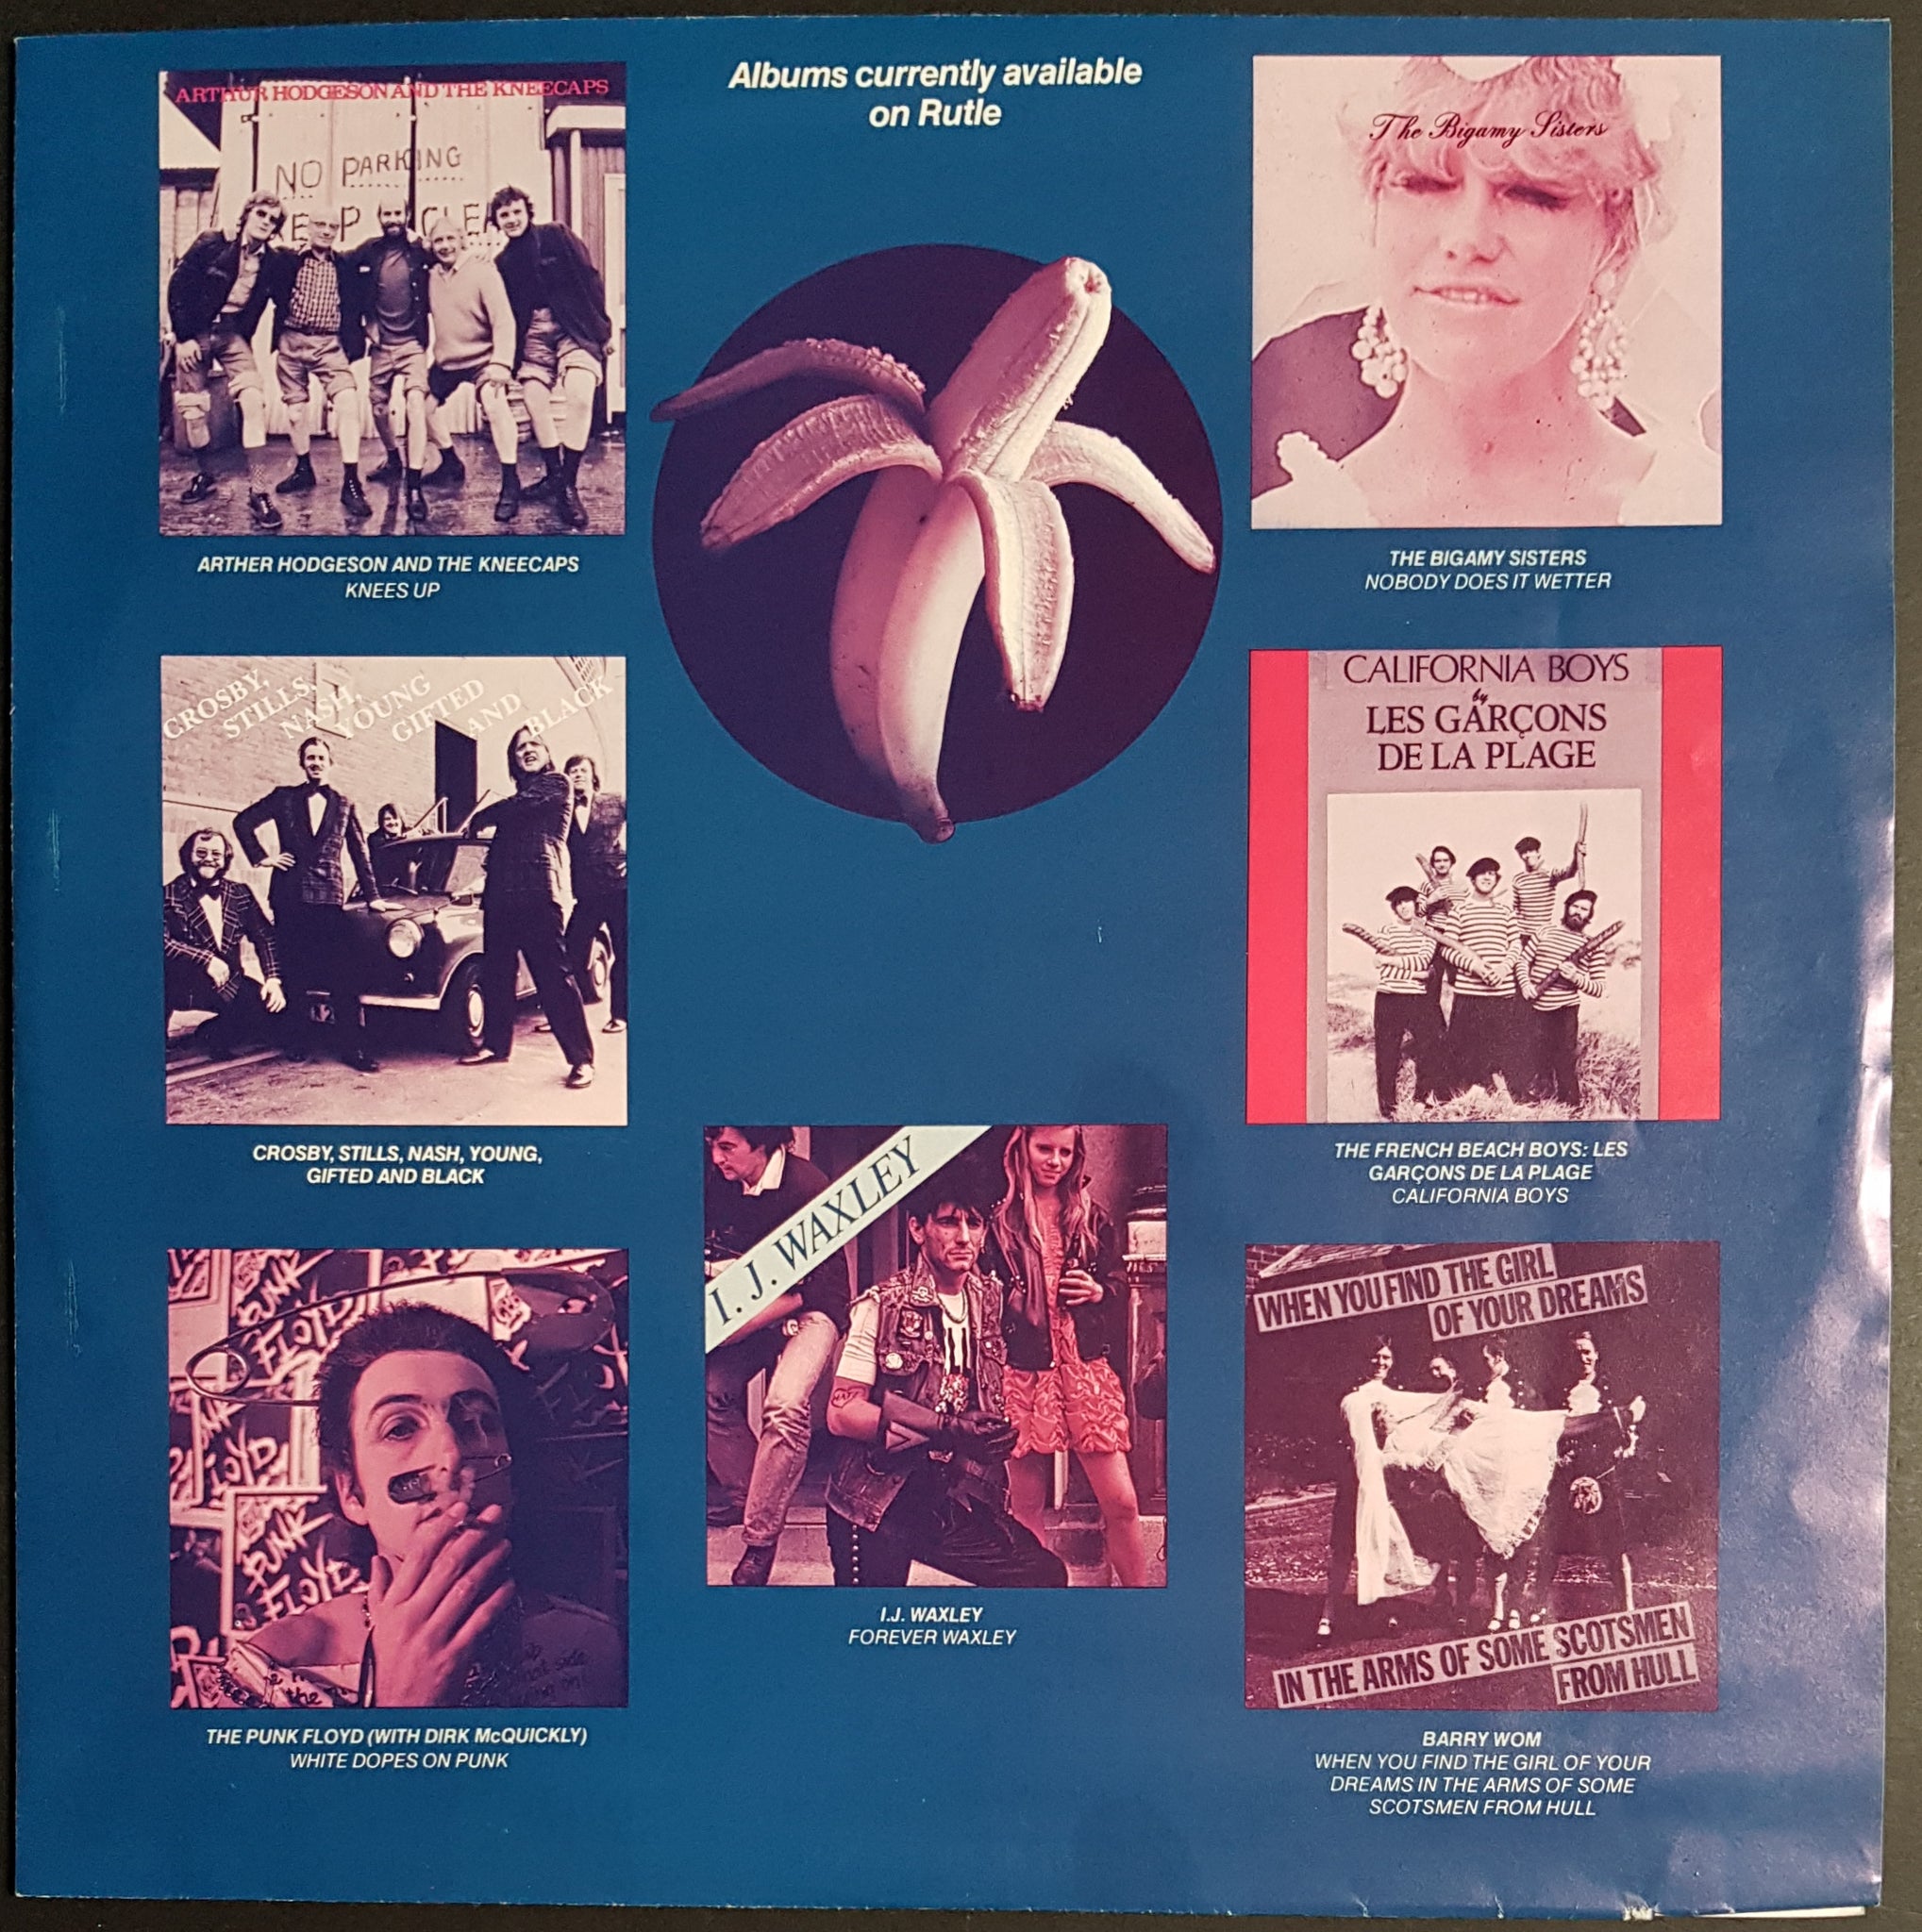 Albums currently available
on Rutle
ARTHUR HODGESON AND THE KNEECAPS
NO PARKING
ARTHER HODGESON AND THE KNEECAPS
KNEES UP
The Bigamy Sisters
THE BIGAMY SISTERS
NOBODY DOES IT WETTER
CROSBY,
STILLS,
NASH,
YOUNG
GIFTED
AND
BLACK
CROSBY, STILLS, NASH, YOUNG,
GIFTED AND BLACK
CALIFORNIA BOYS
by
LES GARÇONS
DE LA PLAGE
THE FRENCH BEACH BOYS: LES
GARÇONS DE LA PLAGE
CALIFORNIA BOYS
PUNK
FLOYD
PUNK
FLOYD
THE PUNK FLOYD (WITH DIRK McQUICKLY)
WHITE DOPES ON PUNK
I. J. WAXLEY
I.J. WAXLEY
FOREVER WAXLEY
WHEN YOU FIND THE GIRL
OF YOUR DREAMS
IN THE ARMS OF SOME SCOTSMEN
FROM HULL
BARRY WOM
WHEN YOU FIND THE GIRL OF YOUR
DREAMS IN THE ARMS OF SOME
SCOTSMEN FROM HULL